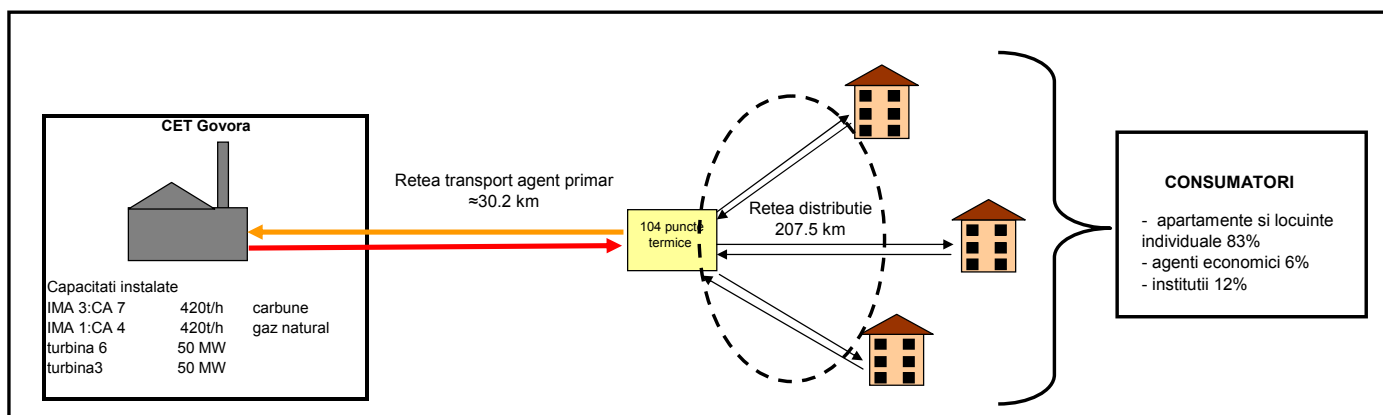 CET Govora
Capacitati instalate
IMA 3:CA 7 420t/h carbune
IMA 1:CA 4 420t/h gaz natural
turbina 6 50 MW
turbina3 50 MW
Retea transport agent primar
≈30.2 km
104 puncte
termice
Retea distributie
207.5 km
CONSUMATORI
- apartamente si locuinte
individuale 83%
- agenti economici 6%
- institutii 12%